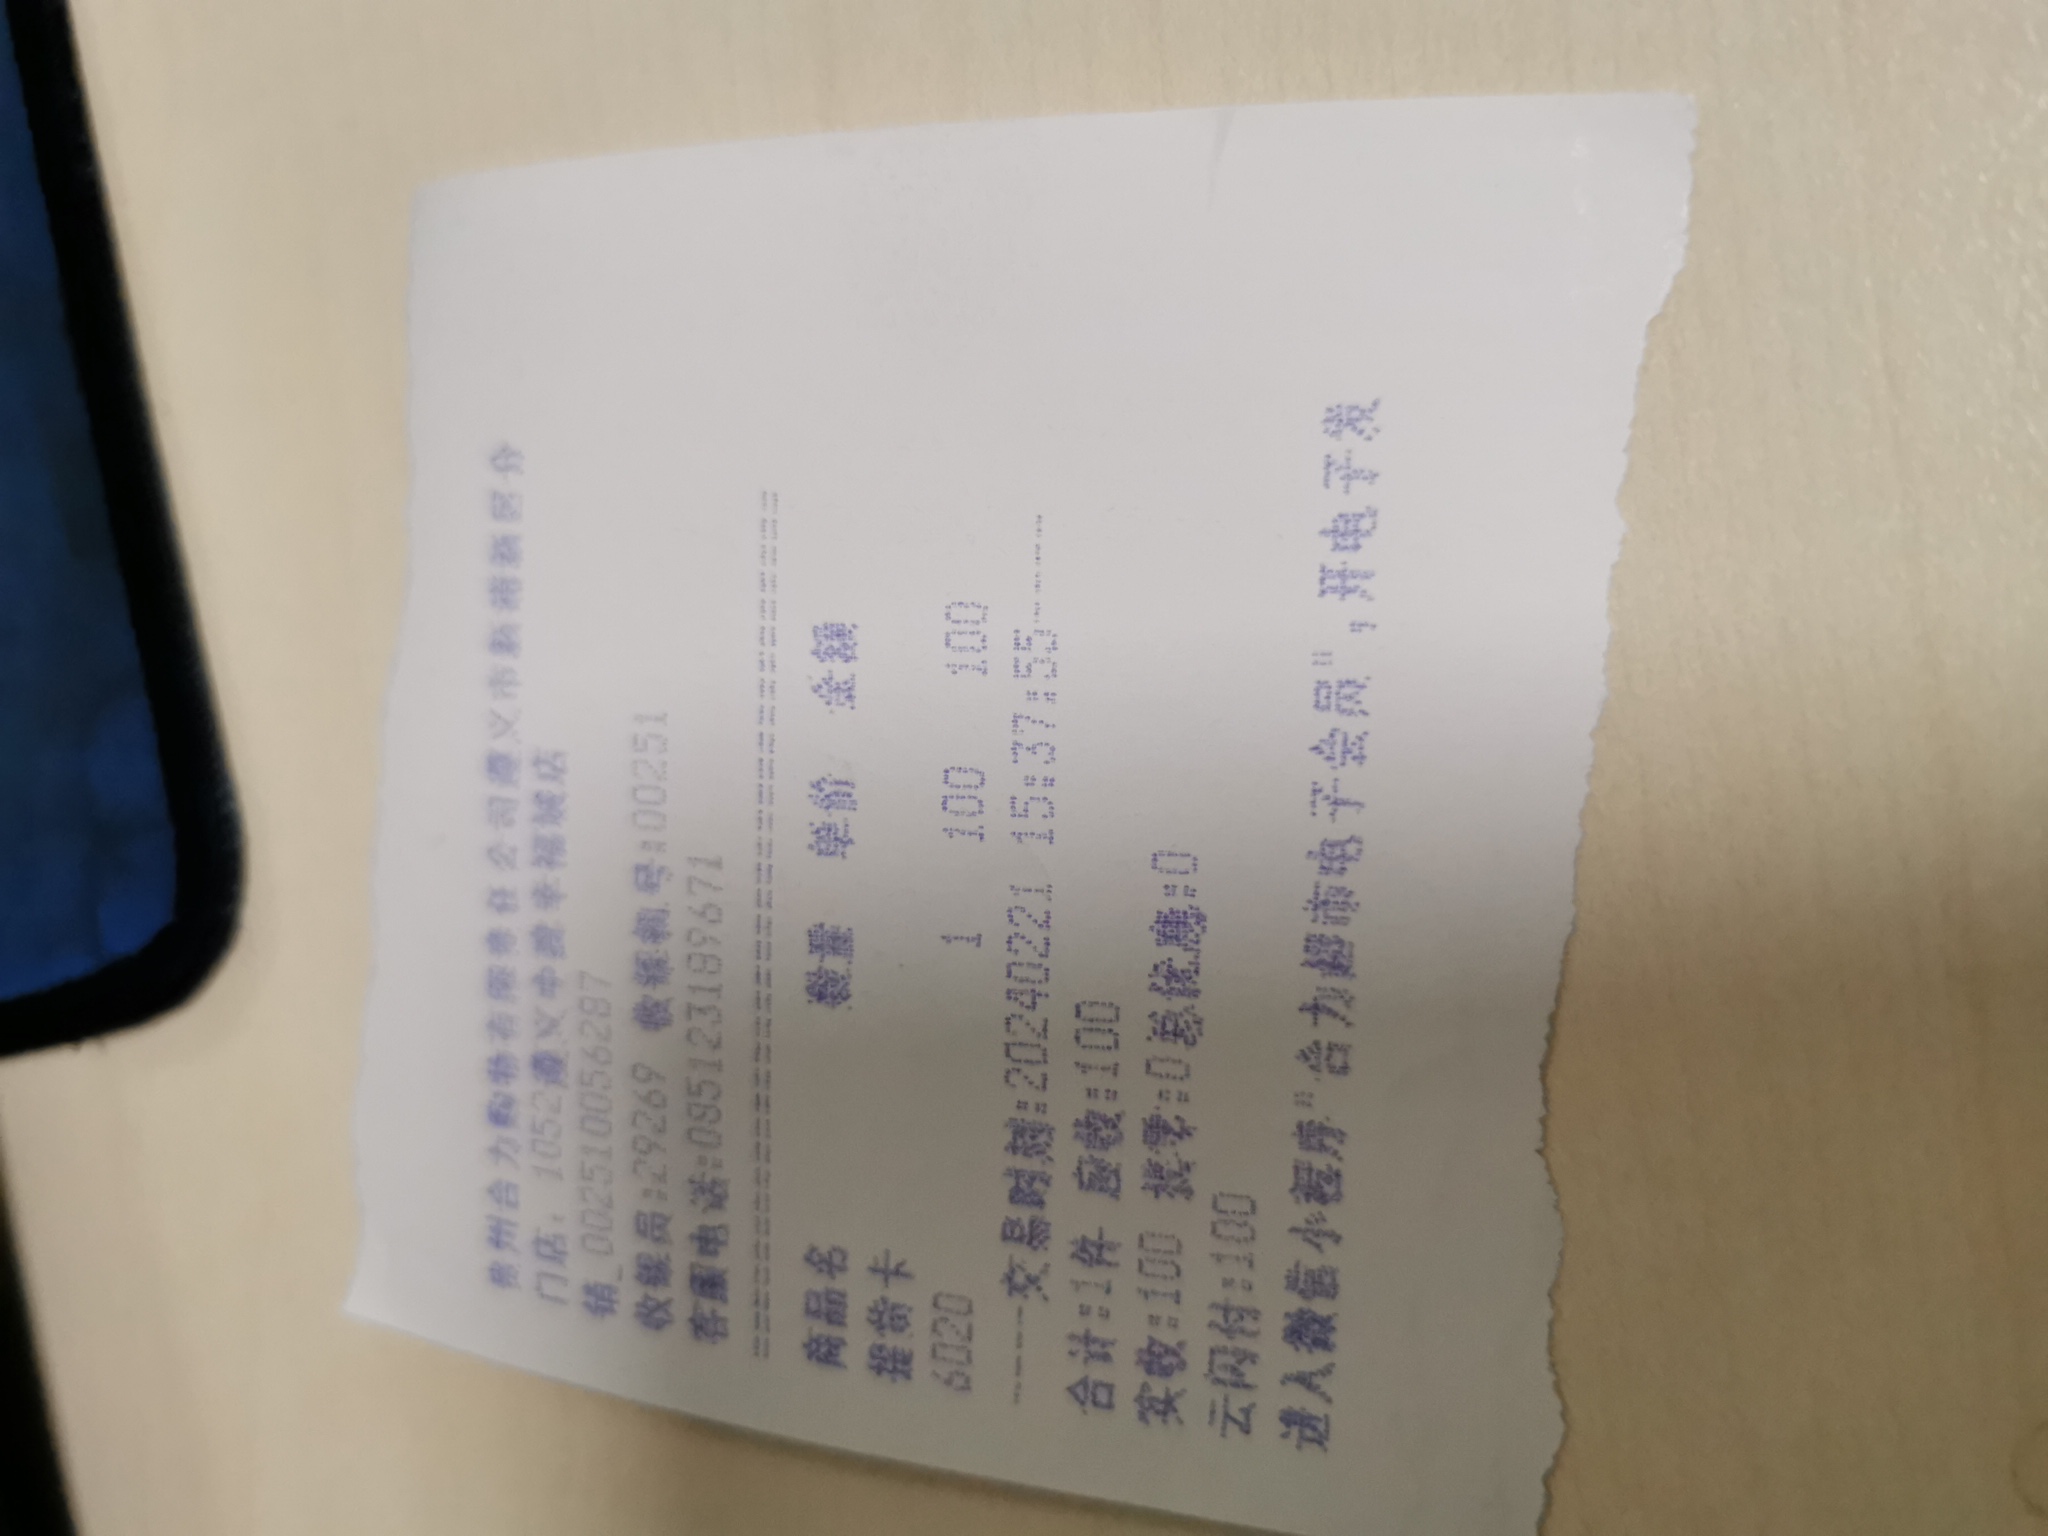 贵州合力购物有限责任公司遵义市新蒲新区分
门店: 1052遵义中建幸福城店
销_0025100056287
收银员:29269 收银机号:00251
客服电话:085123189671
商品名 数量 单价 金额
提货卡
6020 1 100 100
-----交易时刻:20240221 15:37:55------
合计:1件 应收:100
实收:100 找零:0总优惠:0
云闪付:100
进入微信小程序"合力超市电子会员",开电子发